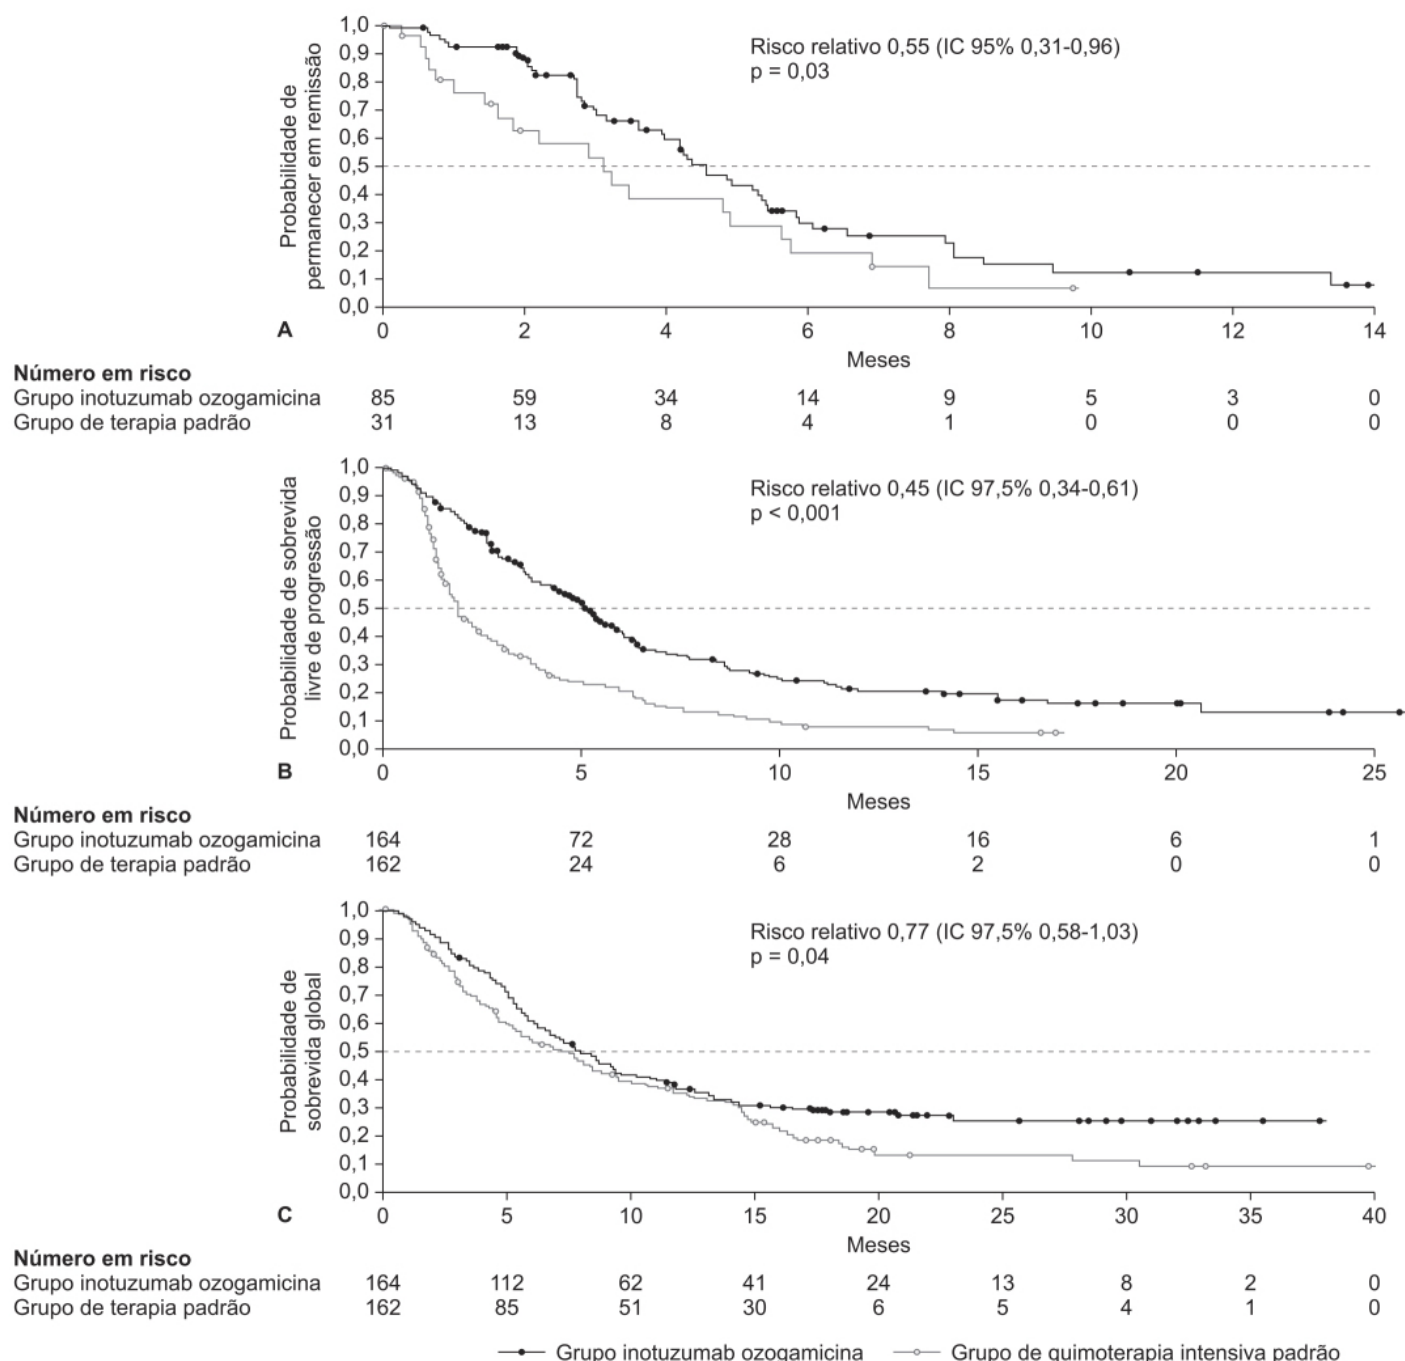 1,0
0,9
0,8
0,7
0,6
0,5
0,4
0,3
0,2
0,1
0,0
Probabilidade de
permanecer em remissão
Risco relativo 0,55 (IC 95% 0,31-0,96)
p = 0,03
A
0 2 4 6 8 10 12 14
Meses
Número em risco
Grupo inotuzumab ozogamicina 85 59 34 14 9 5 3 0
Grupo de terapia padrão 31 13 8 4 1 0 0 0
1,0
0,9
0,8
0,7
0,6
0,5
0,4
0,3
0,2
0,1
0,0
Probabilidade de sobrevida
livre de progressão
Risco relativo 0,45 (IC 97,5% 0,34-0,61)
p < 0,001
B
0 5 10 15 20 25
Meses
Número em risco
Grupo inotuzumab ozogamicina 164 72 28 16 6 1
Grupo de terapia padrão 162 24 6 2 0 0
1,0
0,9
0,8
0,7
0,6
0,5
0,4
0,3
0,2
0,1
0,0
Probabilidade de
sobrevida global
Risco relativo 0,77 (IC 97,5% 0,58-1,03)
p = 0,04
C
0 5 10 15 20 25 30 35 40
Meses
Número em risco
Grupo inotuzumab ozogamicina 164 112 62 41 24 13 8 2 0
Grupo de terapia padrão 162 85 51 30 6 5 4 1 0
Grupo inotuzumab ozogamicina Grupo de quimoterapia intensiva padrão